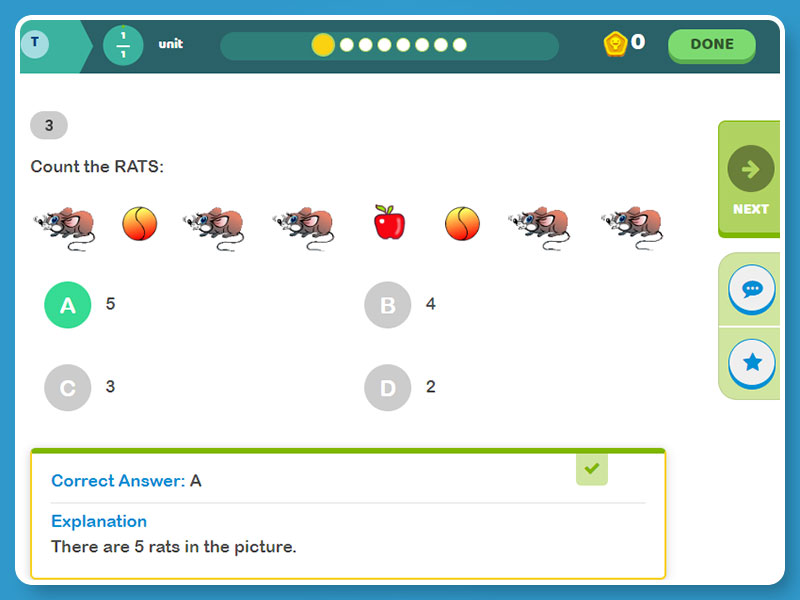 T
1
1
unit
0
DONE
3
Count the RATS:
NEXT
A 5
B 4
C 3
D 2
Correct Answer: A
Explanation
There are 5 rats in the picture.